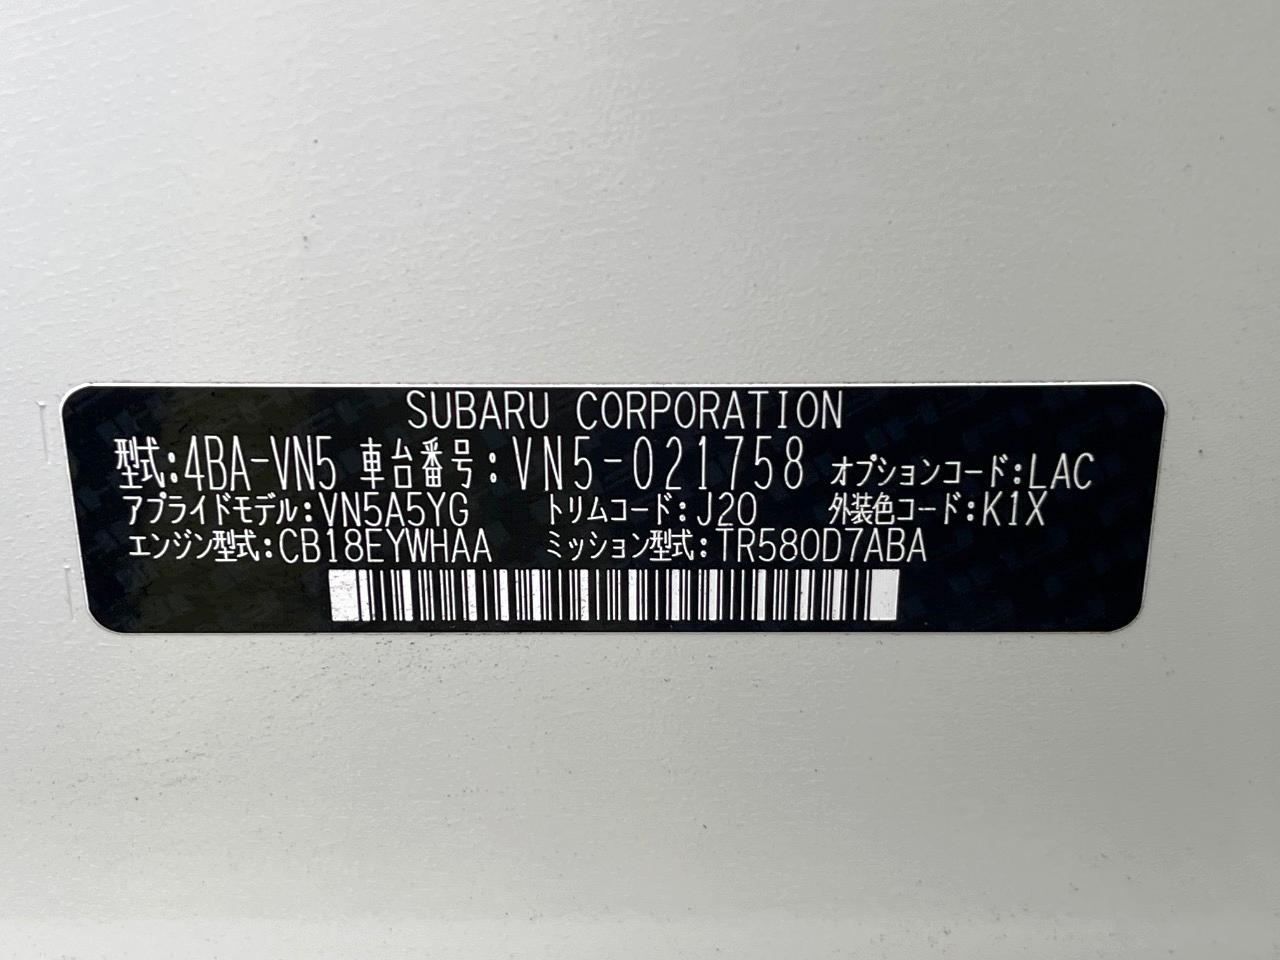 SUBARU CORPORATION
型式:4BA-VN5 車台番号:VN5-021758 オプションコード:LAC
アプライドモデル:VN5A5YG トリムコード:J20 外装色コード:K1X
エンジン型式:CB18EYWHAA ミッション型式:TR580D7ABA